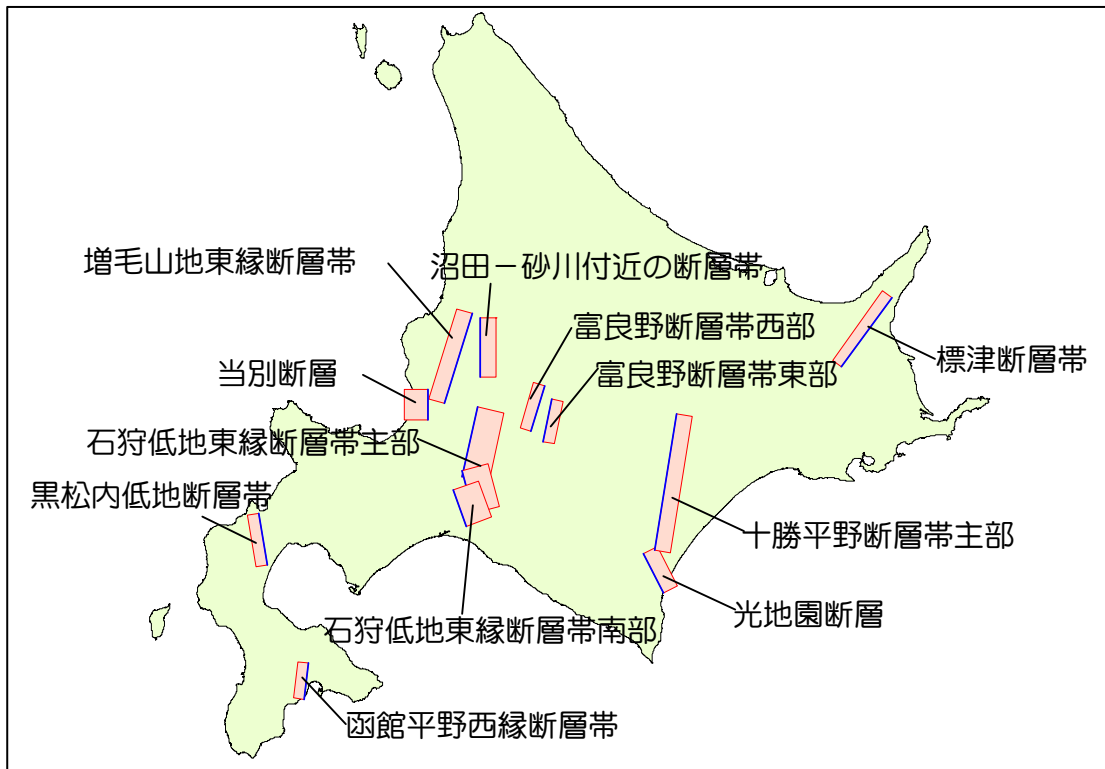 増毛山地東縁断層帯
沼田－砂川付近の断層帯
富良野断層帯西部
標津断層帯
当別断層
富良野断層帯東部
石狩低地東縁断層帯主部
黒松内低地断層帯
十勝平野断層帯主部
光地園断層
石狩低地東縁断層帯南部
函館平野西縁断層帯